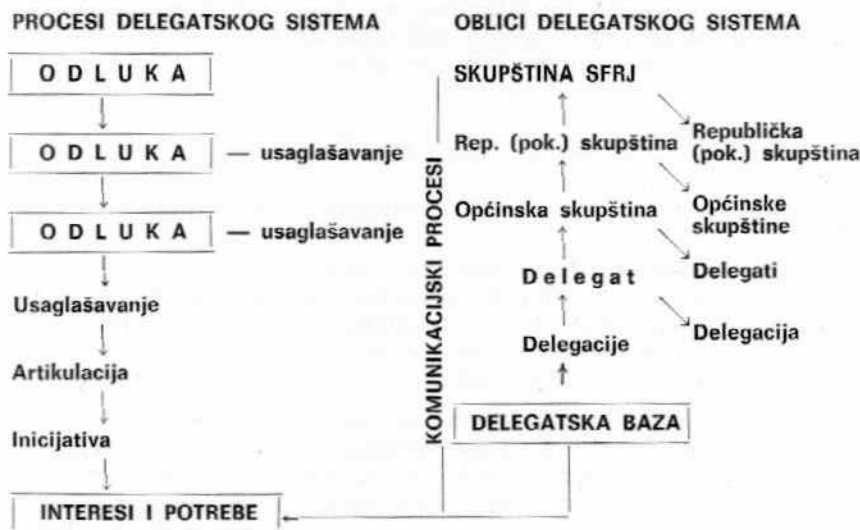 PROCESI DELEGATSKOG SISTEMA
ODLUKA
ODLUKA — usaglašavanje
ODLUKA — usaglašavanje
Usaglašavanje
Artikulacija
Inicijativa
INTERESI I POTREBE
KOMUNIKACIJSKI PROCESI
OBLICI DELEGATSKOG SISTEMA
SKUPŠTINA SFRJ
Rep. (pok.) skupština
Republička
(pok.) skupština
Općinska skupština
Općinske
skupštine
Delegat
Delegati
Delegacije
Delegacija
DELEGATSKA BAZA